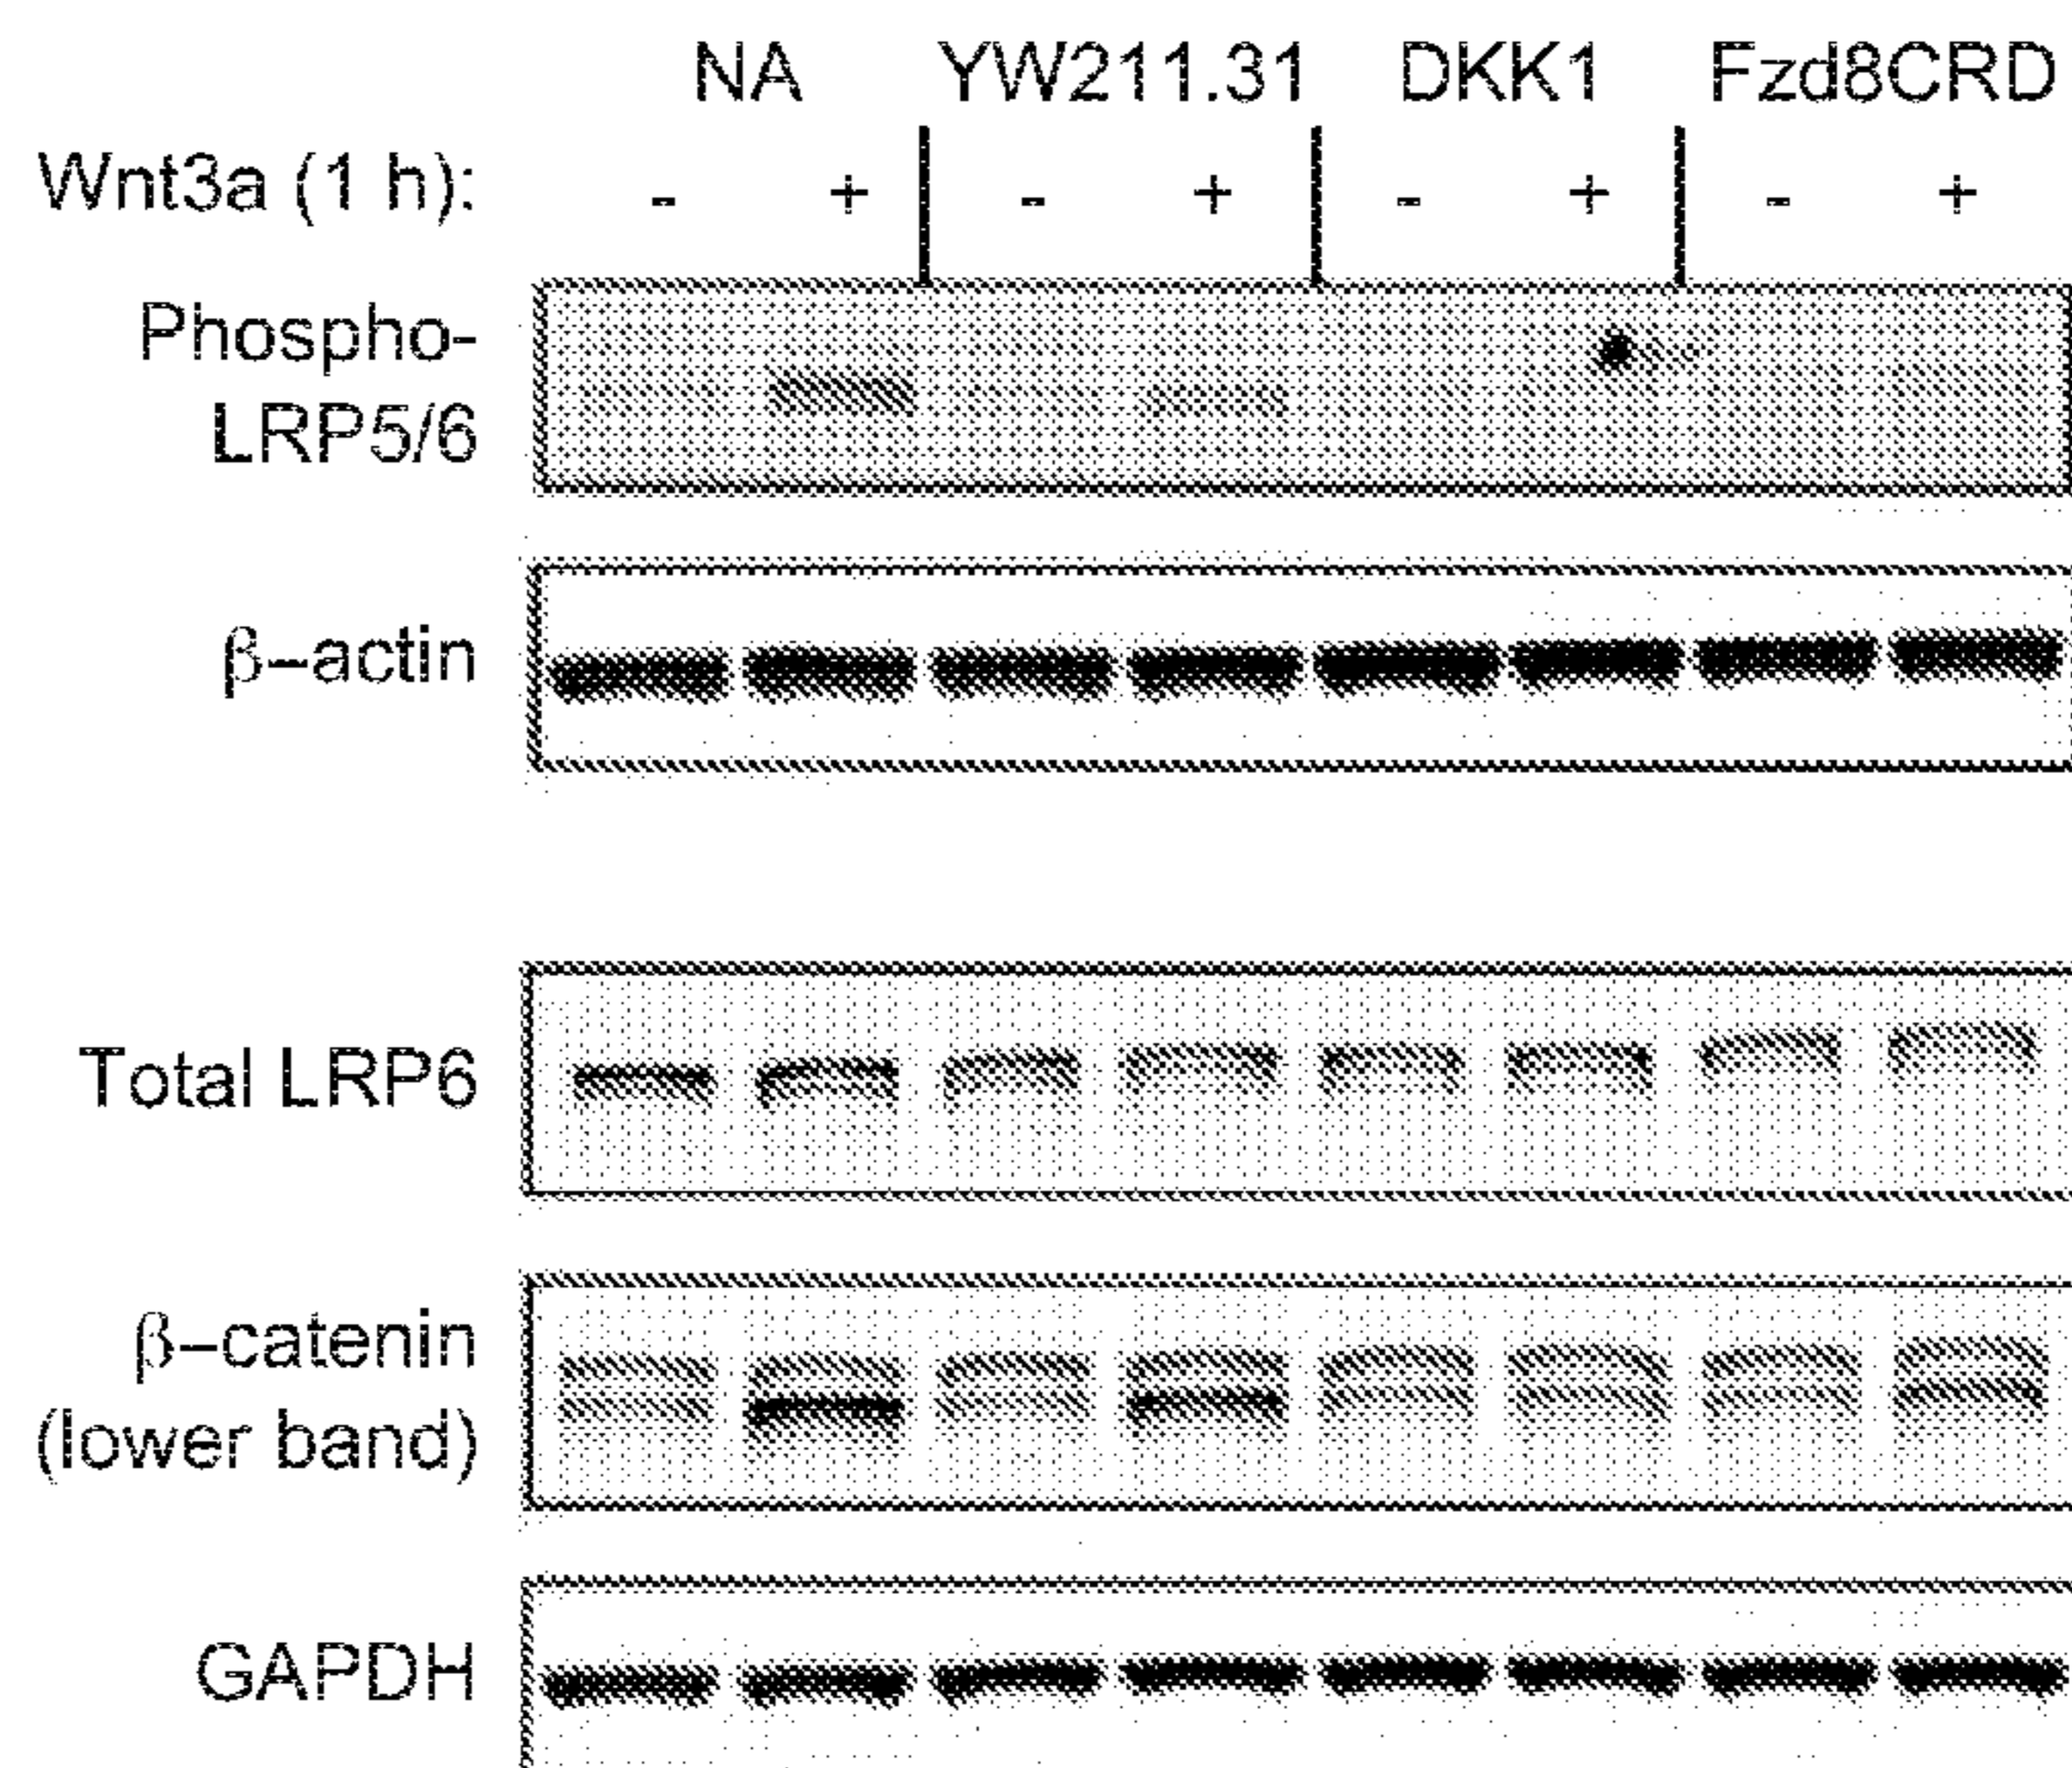 NA YW211.31 DKK1 Fzd8CRD
Wnt3a (1 h): - + - + - + - +
Phospho-
LRP5/6
β–actin
Total LRP6
β–catenin
(lower band)
GAPDH